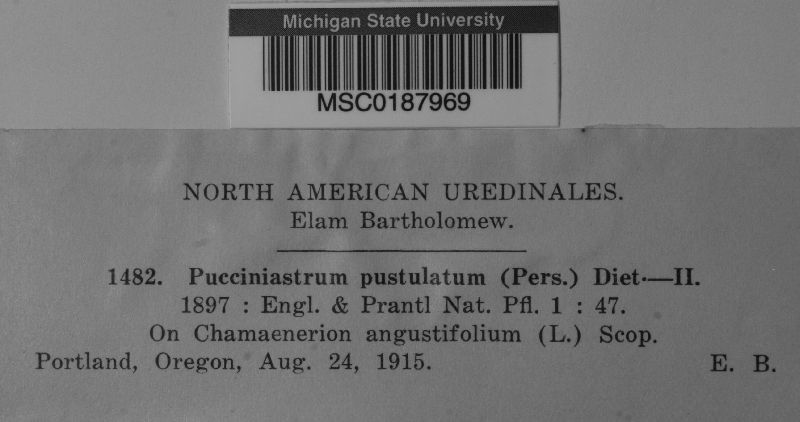 Michigan State University
MSC0187969
NORTH AMERICAN UREDINALES.
Elam Bartholomew.
1482. Pucciniastrum pustulatum (Pers.) Diet·—II.
1897 : Engl. & Prantl Nat. Pfl. 1 : 47.
On Chamaenerion angustifolium (L.) Scop.
Portland, Oregon, Aug. 24, 1915. E. B.